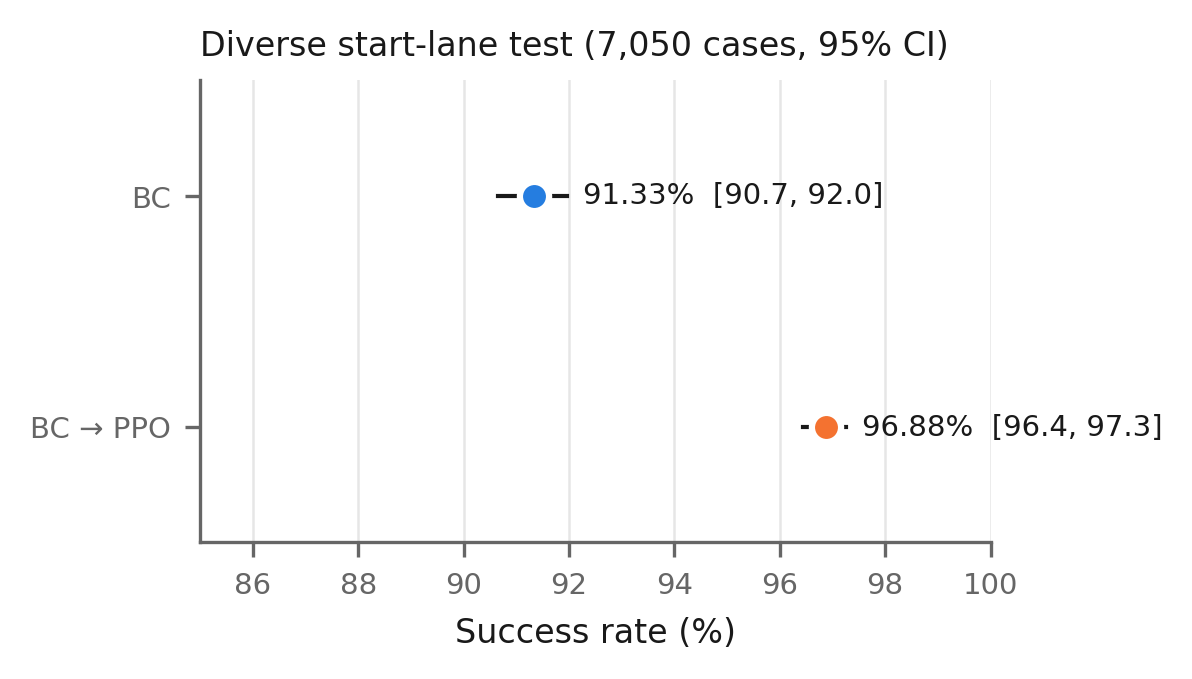 Diverse start-lane test (7,050 cases, 95% CI)
BC
91.33% [90.7, 92.0]
BC → PPO
96.88% [96.4, 97.3]
86 88 90 92 94 96 98 100
Success rate (%)